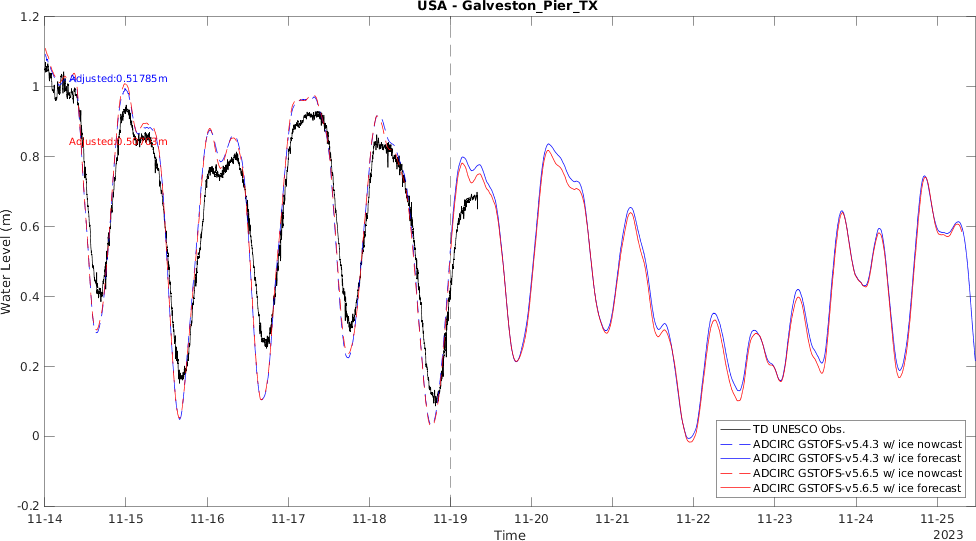 USA - Galveston_Pier_TX
1.2
1
0.8
0.6
0.4
0.2
0
-0.2
Water Level (m)
Adjusted:0.51785m
TD UNESCO Obs.
ADCIRC GSTOFS-v5.4.3 w/ ice nowcast
ADCIRC GSTOFS-v5.4.3 w/ ice forecast
ADCIRC GSTOFS-v5.6.5 w/ ice nowcast
ADCIRC GSTOFS-v5.6.5 w/ ice forecast
11-14 11-15 11-16 11-17 11-18 11-19 11-20 11-21 11-22 11-23 11-24 11-25
Time
2023